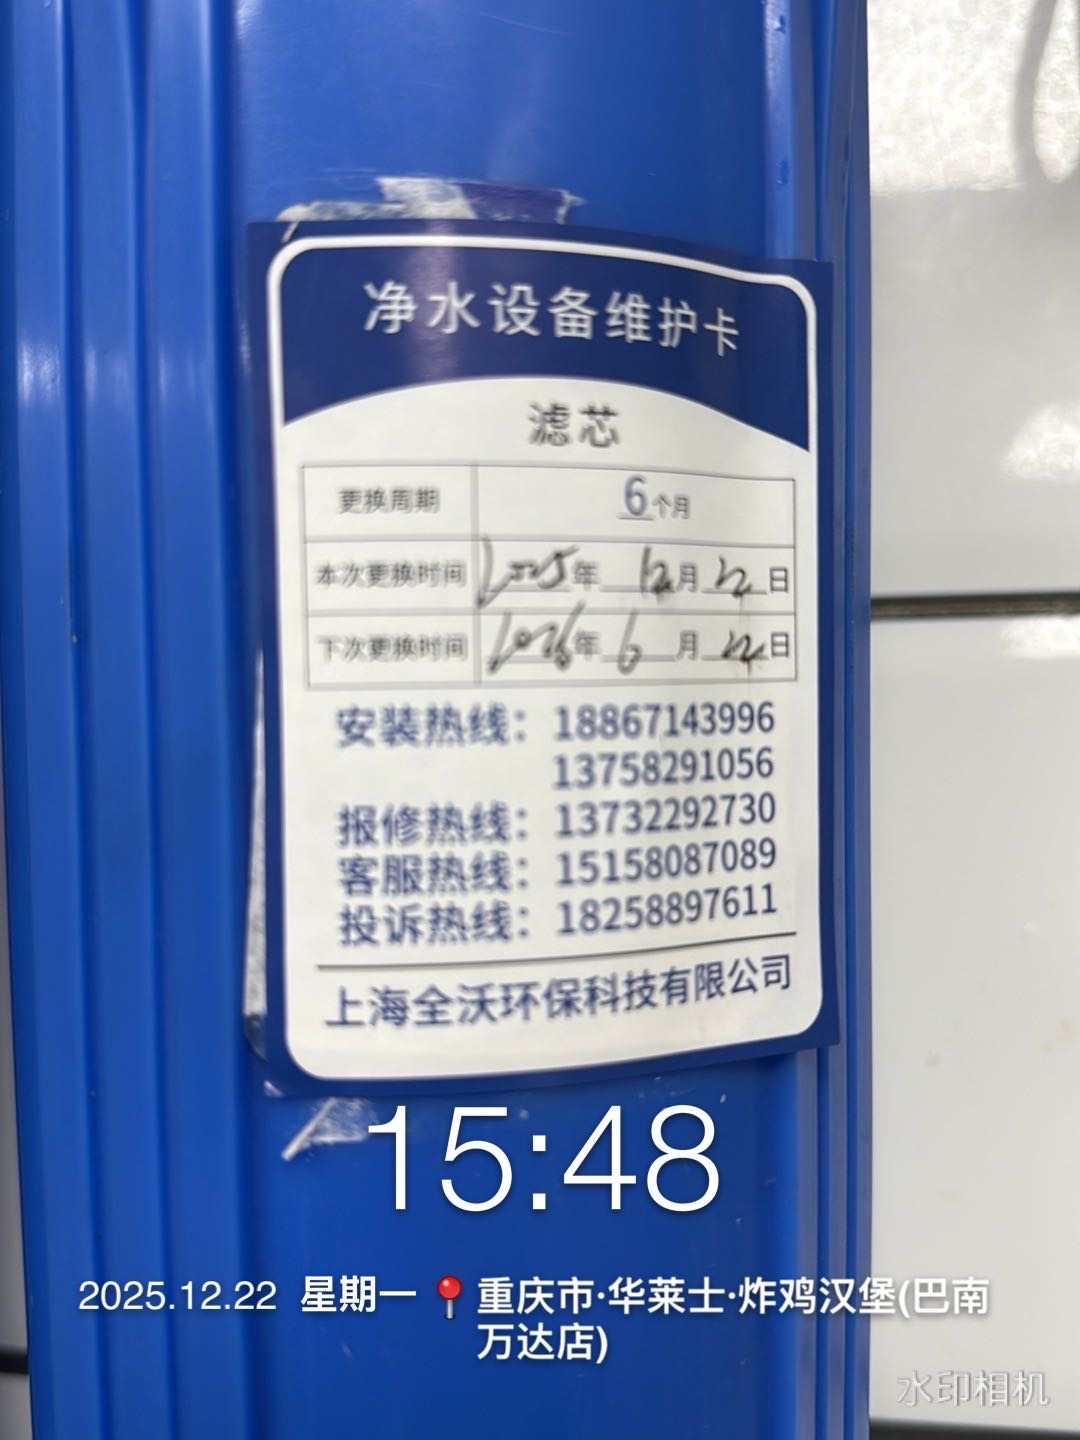 净水设备维护卡
滤芯
更换周期 6个月
本次更换时间 2025年 12月 22日
下次更换时间 2026年 6月 22日
安装热线：18867143996
13758291056
报修热线：13732292730
客服热线：15158087089
投诉热线：18258897611
上海全沃环保科技有限公司
15:48
2025.12.22 星期一 重庆市·华莱士·炸鸡汉堡(巴南
万达店)
水印相机